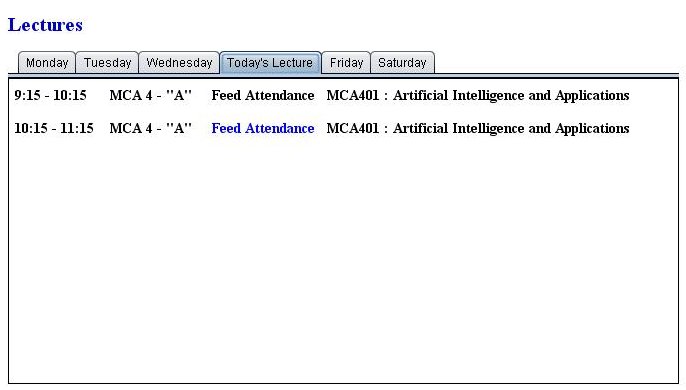 Lectures
Monday Tuesday Wednesday Today's Lecture Friday Saturday
9:15 - 10:15 MCA 4 - "A" Feed Attendance MCA401 : Artificial Intelligence and Applications
10:15 - 11:15 MCA 4 - "A" Feed Attendance MCA401 : Artificial Intelligence and Applications